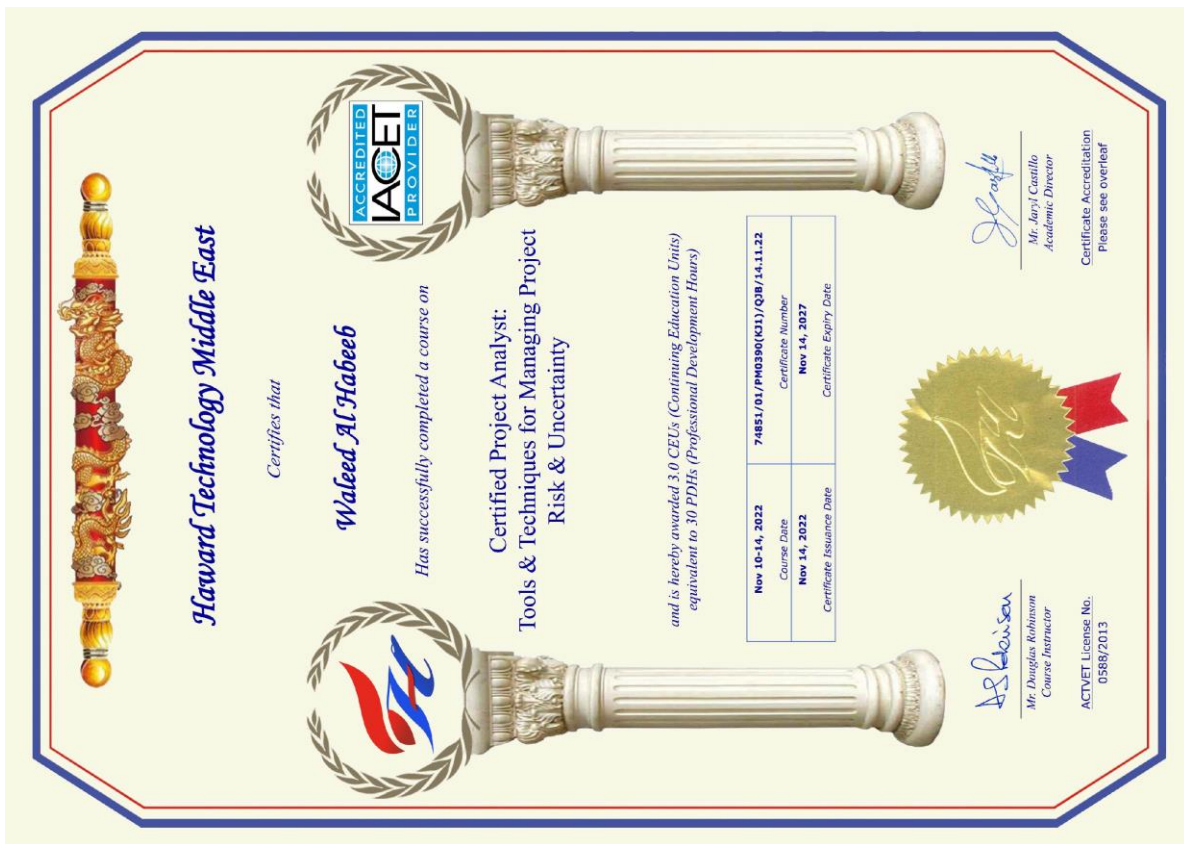 Haward Technology Middle East
Certifies that
Waleed Al Habeeb
Has successfully completed a course on
Certified Project Analyst:
Tools & Techniques for Managing Project
Risk & Uncertainty
ACCREDITED
IACET
PROVIDER
and is hereby awarded 3.0 CEUs (Continuing Education Units)
equivalent to 30 PDHs (Professional Development Hours)
Nov 10-14, 2022
Course Date
74851/01/PM0390(KJ1)/QJB/14.11.22
Certificate Number
Nov 14, 2022
Certificate Issuance Date
Nov 14, 2027
Certificate Expiry Date
Mr. Douglas Robinson
Course Instructor
ACTVET License No.
0588/2013
Mr. Jaryl Castillo
Academic Director
Certificate Accreditation
Please see overleaf